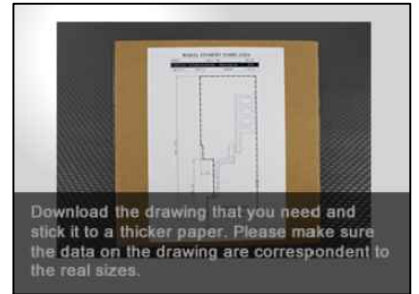 Download the drawing that you need and
stick it to a thicker paper. Please make sure
the data on the drawing are correspondent to
the real sizes.